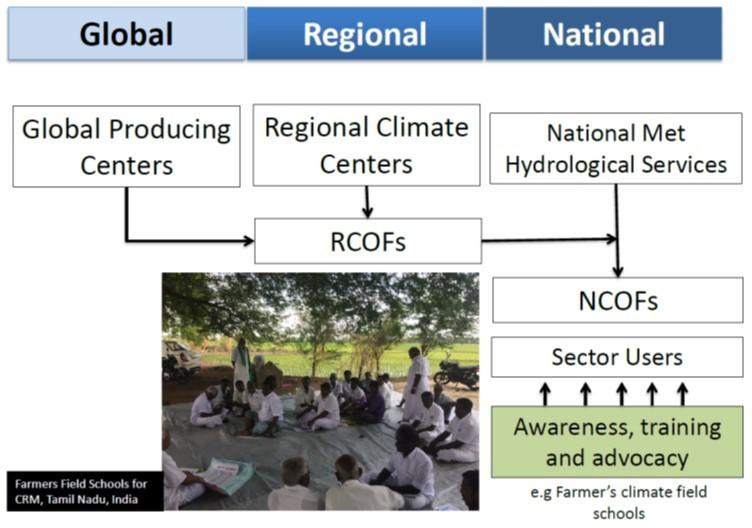 Global
Regional
National
Global Producing
Centers
Regional Climate
Centers
National Met
Hydrological Services
RCOFs
NCOFs
Sector Users
Awareness, training
and advocacy
e.g Farmer's climate field
schools
Farmers Field Schools for
CRM, Tamil Nadu, India